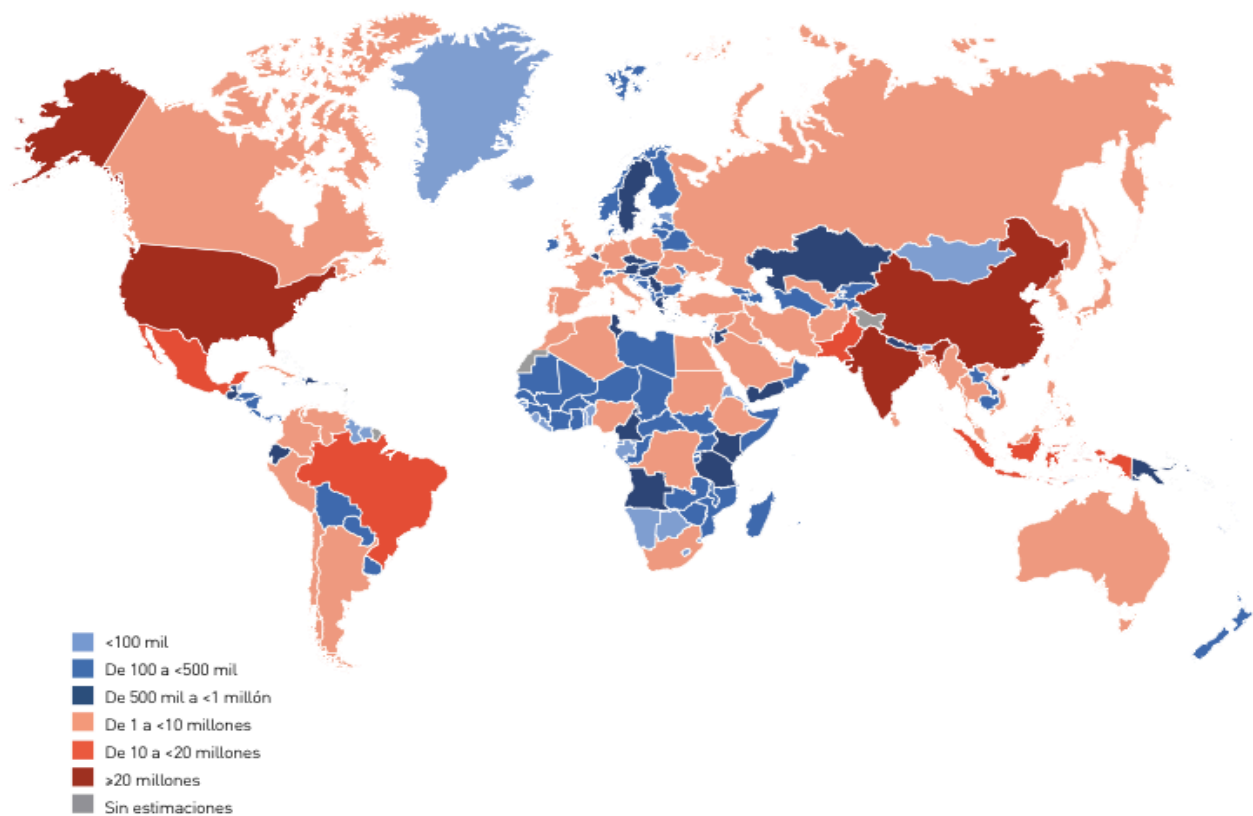 <100 mil
De 100 a <500 mil
De 500 mil a <1 millón
De 1 a <10 millones
De 10 a <20 millones
≥20 millones
Sin estimaciones